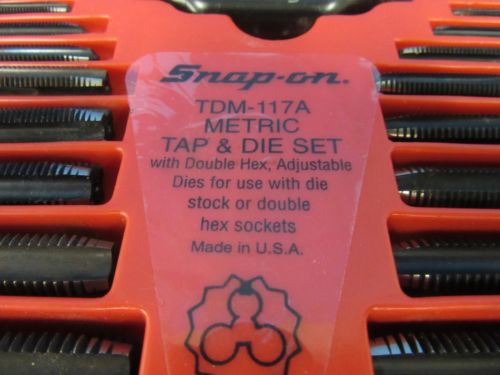 Snap-on.
TDM-117A
METRIC
TAP & DIE SET
with Double Hex, Adjustable
Dies for use with die
stock or double
hex sockets
Made in U.S.A.